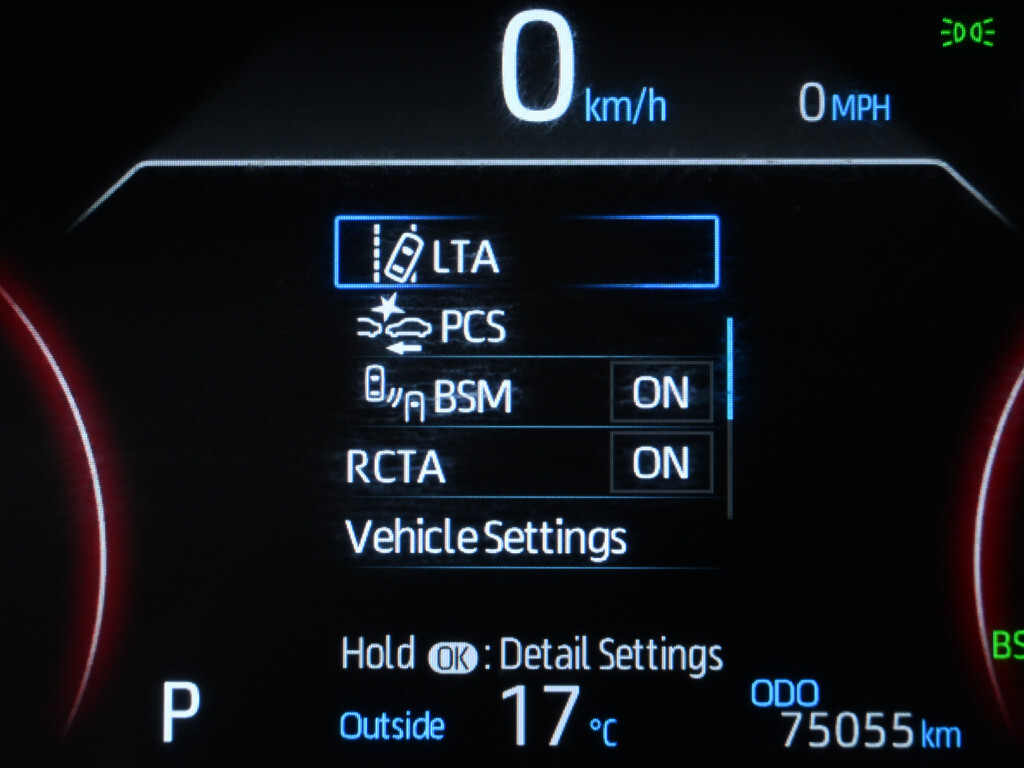 0 km/h
0 MPH
LTA
PCS
BSM ON
RCTA ON
Vehicle Settings
Hold OK : Detail Settings
P
Outside 17 °C
ODO
75055 km
BS